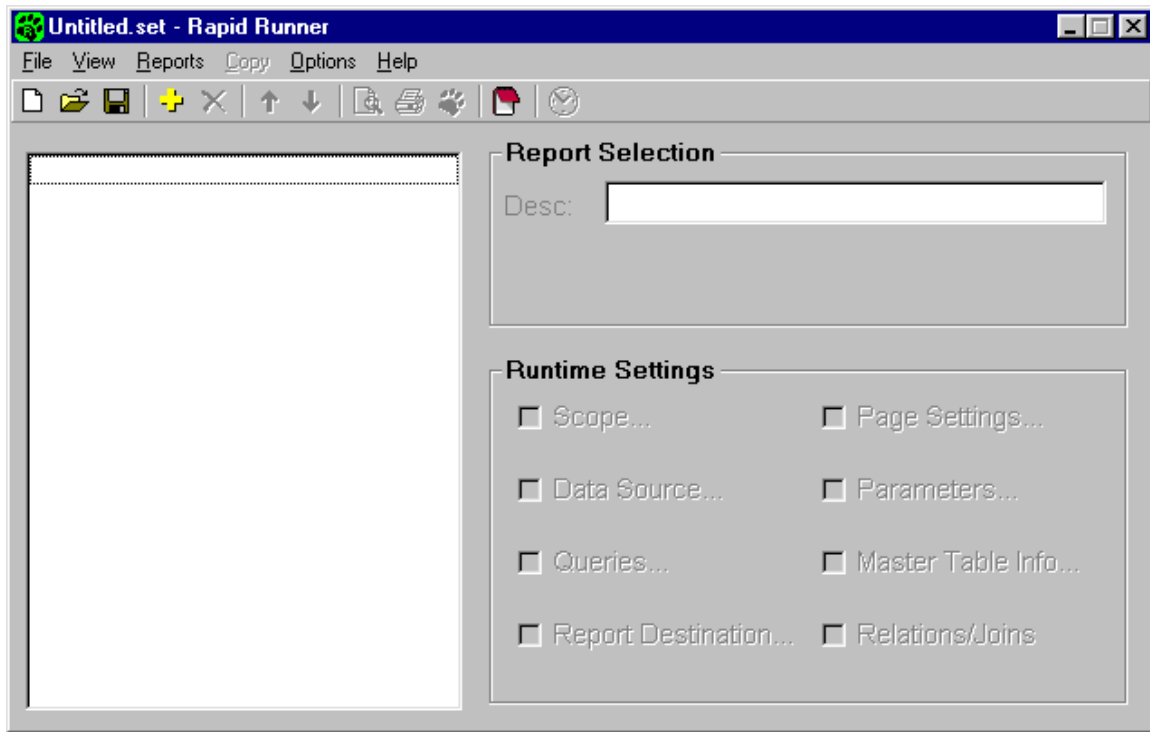 Untitled.set - Rapid Runner
File View Reports Copy Options Help
Report Selection
Desc:
Runtime Settings
Scope... Page Settings...
Data Source... Parameters...
Queries... Master Table Info...
Report Destination... Relations/Joins